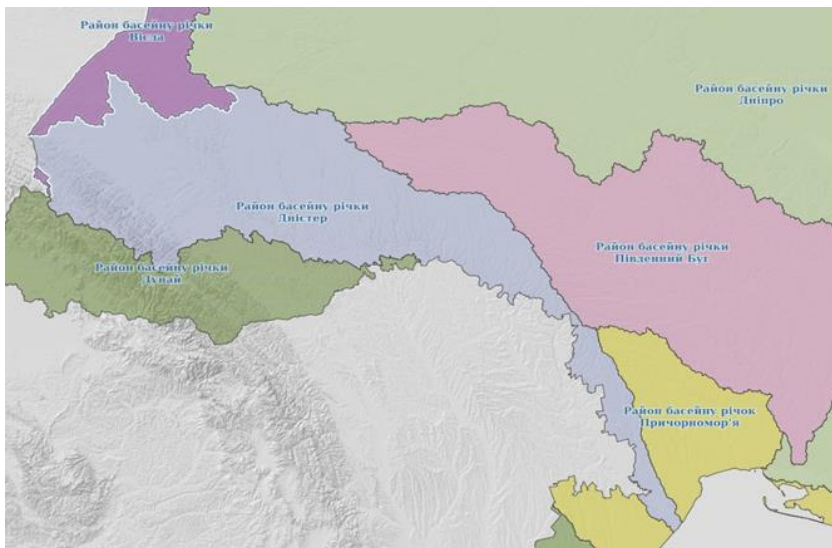 Район басейну річки
Вісла
Район басейну річки
Дніпро
Район басейну річки
Дністер
Район басейну річки
Південний Буг
Район басейну річки
Дунай
Район басейну річок
Причорномор'я